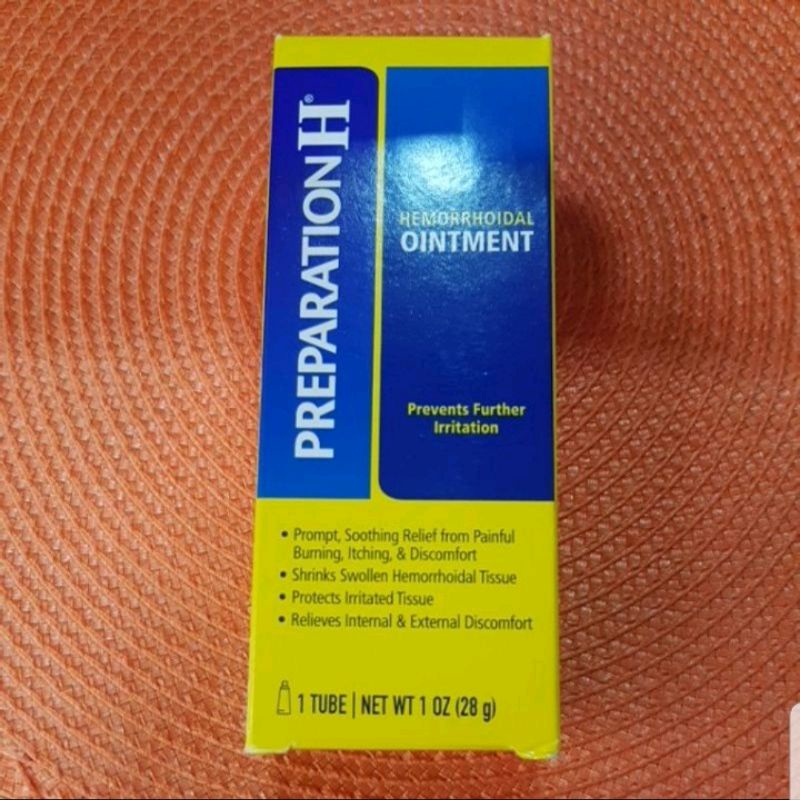 PREPARATION H®
HEMORRHOIDAL
OINTMENT
Prevents Further
Irritation
• Prompt, Soothing Relief from Painful
Burning, Itching, & Discomfort
• Shrinks Swollen Hemorrhoidal Tissue
• Protects Irritated Tissue
• Relieves Internal & External Discomfort
1 TUBE | NET WT 1 OZ (28 g)